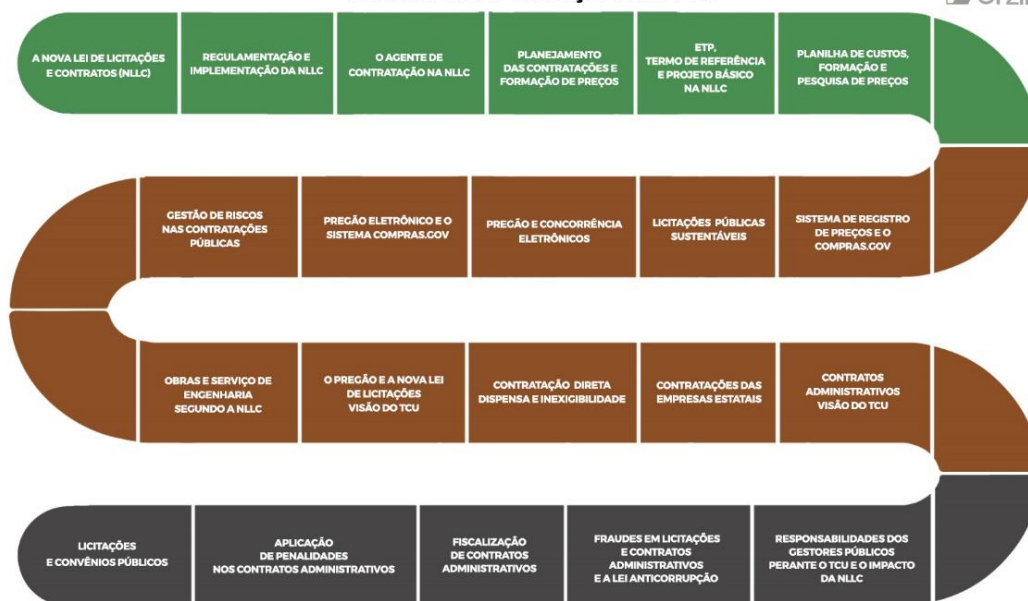 A NOVA LEI DE LICITAÇÕES
E CONTRATOS (NLLC)
REGULAMENTAÇÃO E
IMPLEMENTAÇÃO DA NLLC
O AGENTE DE
CONTRATAÇÃO NA NLLC
PLANEJAMENTO
DAS CONTRATAÇÕES E
FORMAÇÃO DE PREÇOS
ETP,
TERMO DE REFERÊNCIA
E PROJETO BÁSICO
NA NLLC
PLANILHA DE CUSTOS,
FORMAÇÃO E
PESQUISA DE PREÇOS
GESTÃO DE RISCOS
NAS CONTRATAÇÕES
PÚBLICAS
PREGÃO ELETRÔNICO E O
SISTEMA COMPRAS.GOV
PREGÃO E CONCORRÊNCIA
ELETRÔNICOS
LICITAÇÕES PÚBLICAS
SUSTENTÁVEIS
SISTEMA DE REGISTRO
DE PREÇOS E O
COMPRAS.GOV
OBRAS E SERVIÇO DE
ENGENHARIA
SEGUNDO A NLLC
O PREGÃO E A NOVA LEI
DE LICITAÇÕES
VISÃO DO TCU
CONTRATAÇÃO DIRETA
DISPENSA E INEXIGIBILIDADE
CONTRATAÇÕES DAS
EMPRESAS ESTATAIS
CONTRATOS
ADMINISTRATIVOS
VISÃO DO TCU
LICITAÇÕES
E CONVÊNIOS PÚBLICOS
APLICAÇÃO
DE PENALIDADES
NOS CONTRATOS ADMINISTRATIVOS
FISCALIZAÇÃO
DE CONTRATOS
ADMINISTRATIVOS
FRAUDES EM LICITAÇÕES
E CONTRATOS
ADMINISTRATIVOS
E A LEI ANTICORRUPÇÃO
RESPONSABILIDADES DOS
GESTORES PÚBLICOS
PERANTE O TCU E O IMPACTO
DA NLLC